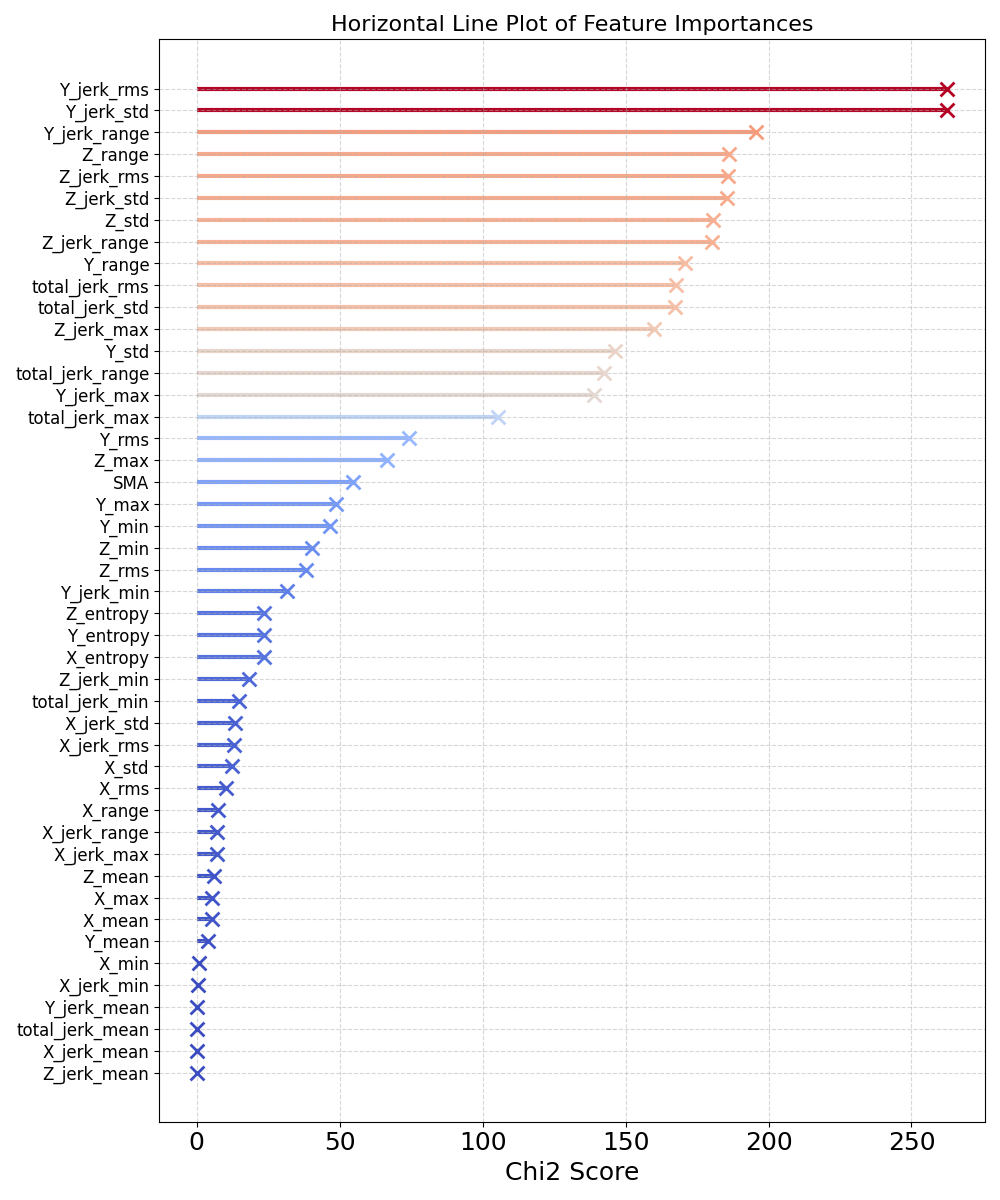 Horizontal Line Plot of Feature Importances
Y_jerk_rms
Y_jerk_std
Y_jerk_range
Z_range
Z_jerk_rms
Z_jerk_std
Z_std
Z_jerk_range
Y_range
total_jerk_rms
total_jerk_std
Z_jerk_max
Y_std
total_jerk_range
Y_jerk_max
total_jerk_max
Y_rms
Z_max
SMA
Y_max
Y_min
Z_min
Z_rms
Y_jerk_min
Z_entropy
Y_entropy
X_entropy
Z_jerk_min
total_jerk_min
X_jerk_std
X_jerk_rms
X_std
X_rms
X_range
X_jerk_range
X_jerk_max
Z_mean
X_max
X_mean
Y_mean
X_min
X_jerk_min
Y_jerk_mean
total_jerk_mean
X_jerk_mean
Z_jerk_mean
0 50 100 150 200 250
Chi2 Score